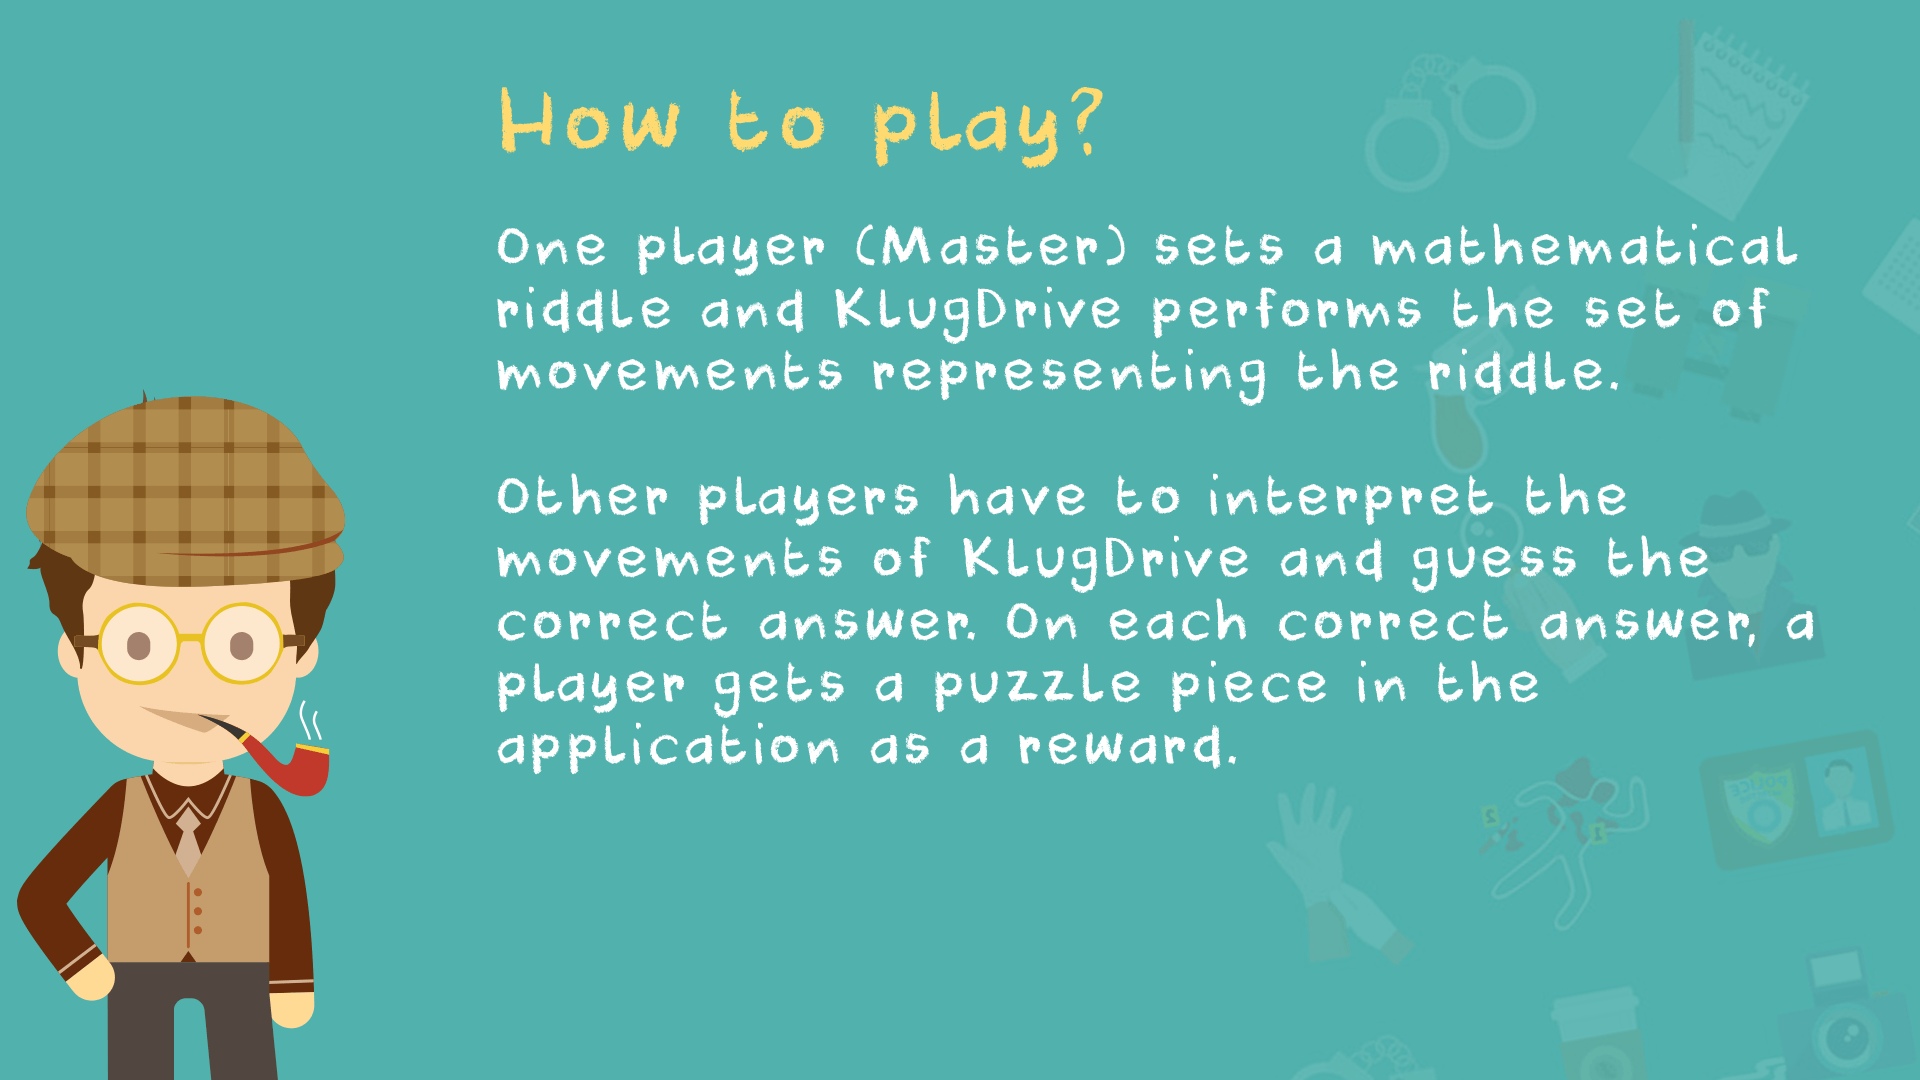 How to play?
One player (Master) sets a mathematical
riddle and KlugDrive performs the set of
movements representing the riddle.
Other players have to interpret the
movements of KlugDrive and guess the
correct answer. On each correct answer, a
player gets a puzzle piece in the
application as a reward.